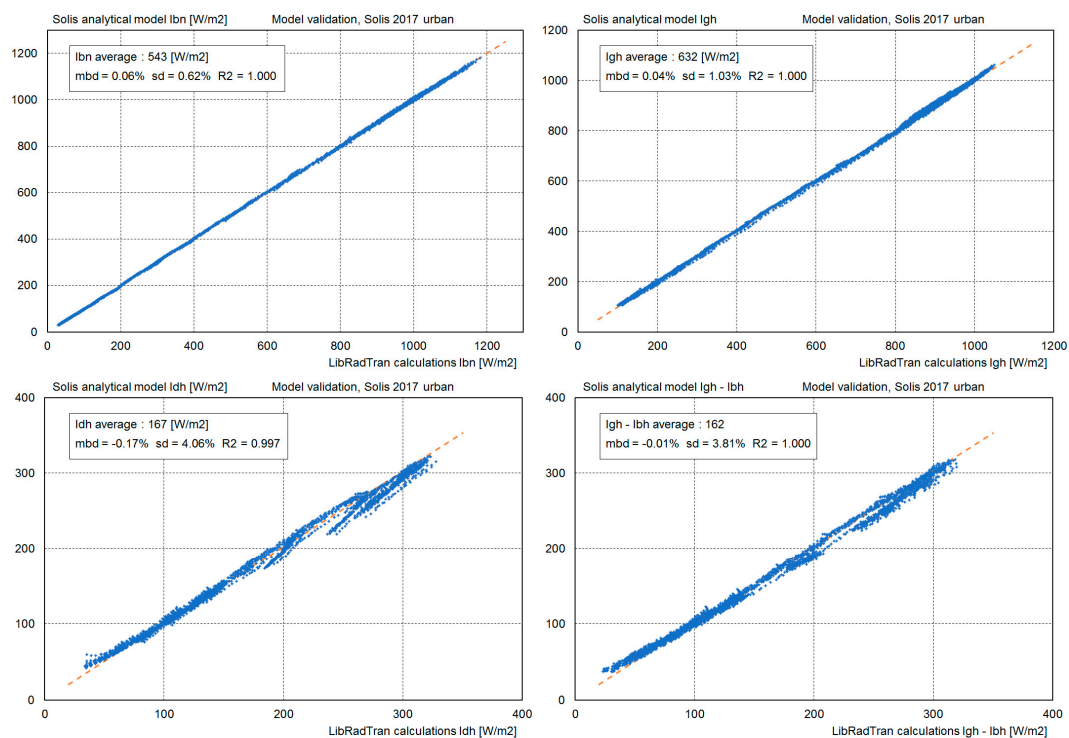 Solis analytical model Ibn [W/m2] Model validation, Solis 2017 urban
1200
1000
800
600
400
200
0
Ibn average : 543 [W/m2]
mbd = 0.06% sd = 0.62% R2 = 1.000
0 200 400 600 800 1000 1200
LibRadTran calculations Ibn [W/m2]
Solis analytical model Igh Model validation, Solis 2017 urban
1200
1000
800
600
400
200
0
Igh average : 632 [W/m2]
mbd = 0.04% sd = 1.03% R2 = 1.000
0 200 400 600 800 1000 1200
LibRadTran calculations Igh [W/m2]
Solis analytical model Idh [W/m2] Model validation, Solis 2017 urban
400
300
200
100
0
Idh average : 167 [W/m2]
mbd = -0.17% sd = 4.06% R2 = 0.997
0 100 200 300 400
LibRadTran calculations Idh [W/m2]
Solis analytical model Igh - Ibh Model validation, Solis 2017 urban
400
300
200
100
0
Igh - Ibh average : 162
mbd = -0.01% sd = 3.81% R2 = 1.000
0 100 200 300 400
LibRadTran calculations Igh - Ibh [W/m2]